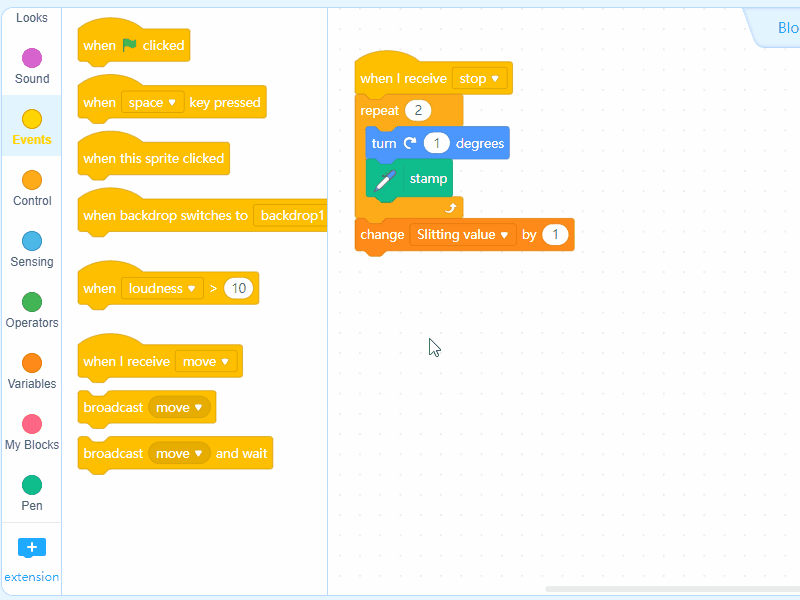 Looks
Sound
Events
Control
Sensing
Operators
Variables
My Blocks
Pen
extension
when clicked
when space key pressed
when this sprite clicked
when backdrop switches to backdrop1
when loudness > 10
when I receive move
broadcast move
broadcast move and wait
when I receive stop
repeat 2
turn 1 degrees
stamp
change Slitting value by 1
Blo